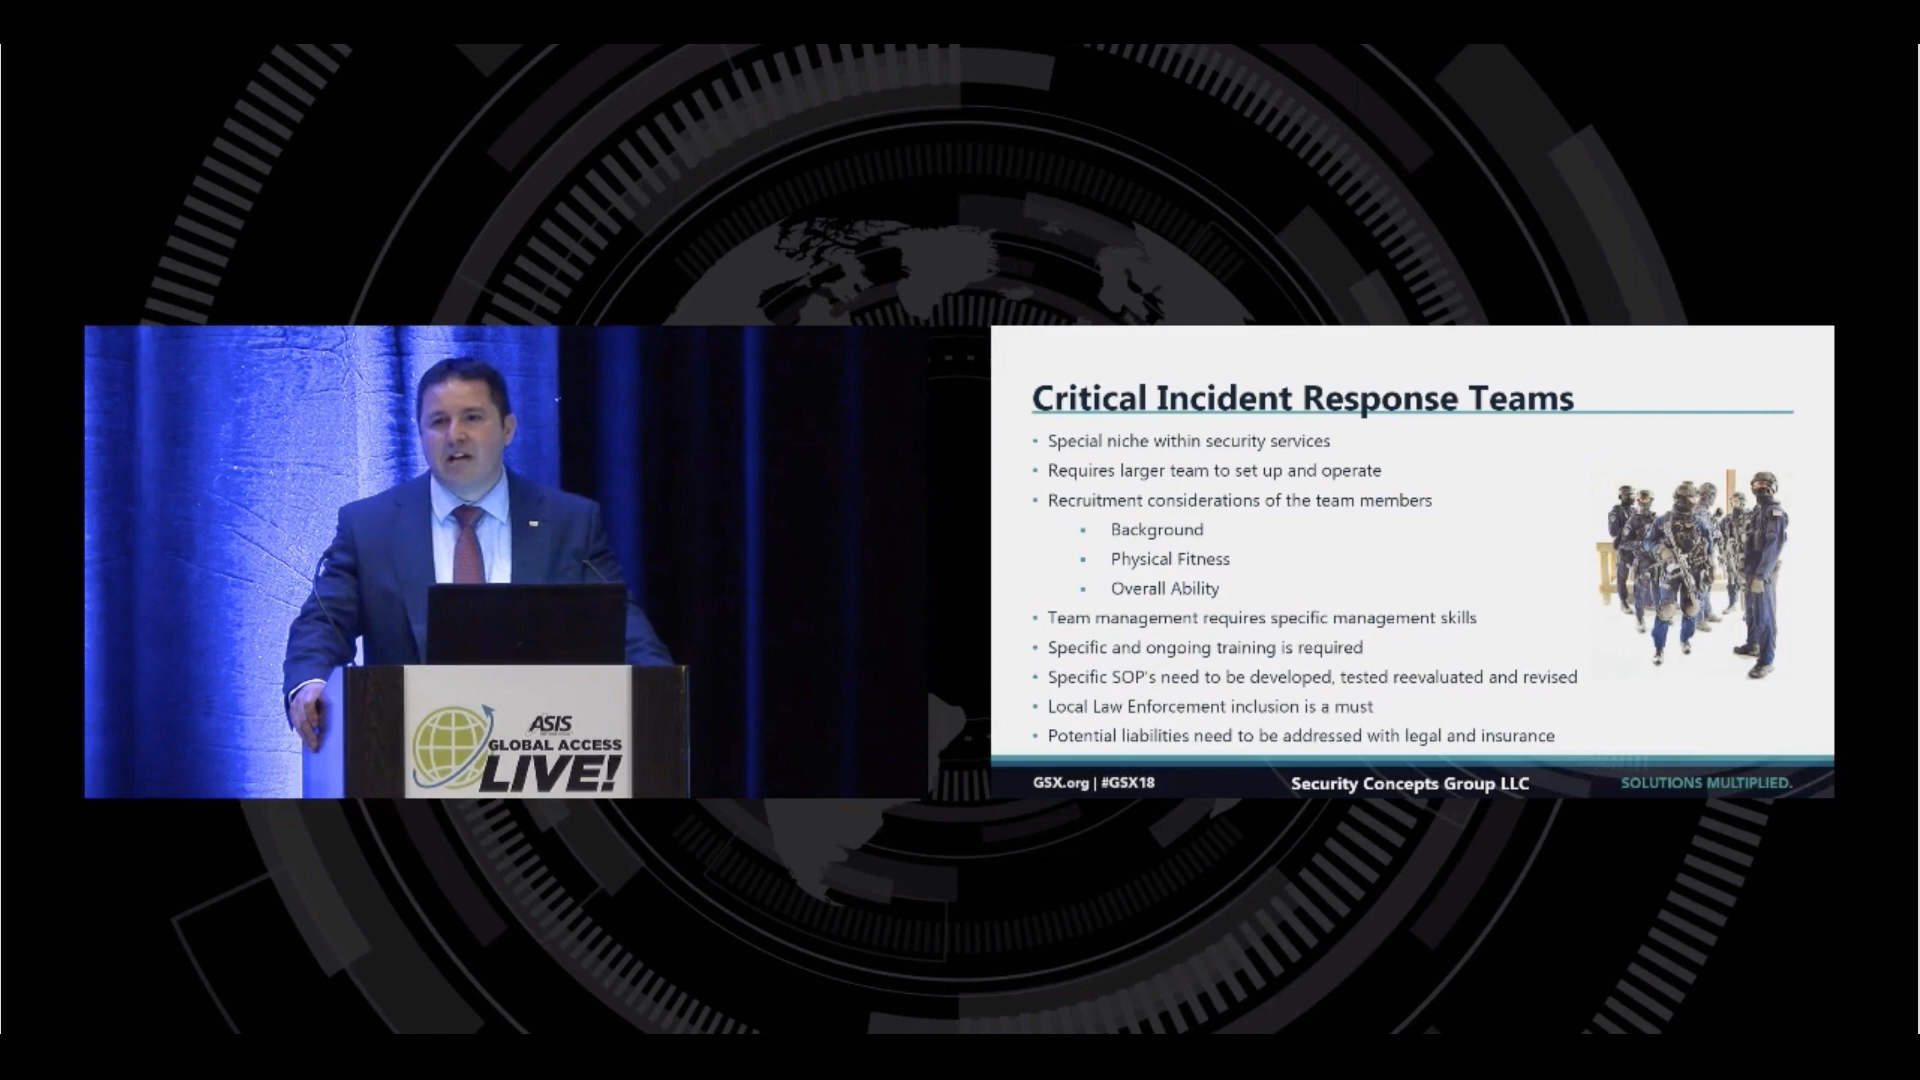 Critical Incident Response Teams
• Special niche within security services
• Requires larger team to set up and operate
• Recruitment considerations of the team members
▪ Background
▪ Physical Fitness
▪ Overall Ability
• Team management requires specific management skills
• Specific and ongoing training is required
• Specific SOP's need to be developed, tested reevaluated and revised
• Local Law Enforcement inclusion is a must
• Potential liabilities need to be addressed with legal and insurance
GSX.org | #GSX18 Security Concepts Group LLC SOLUTIONS MULTIPLIED.
ASIS
GLOBAL ACCESS
LIVE!